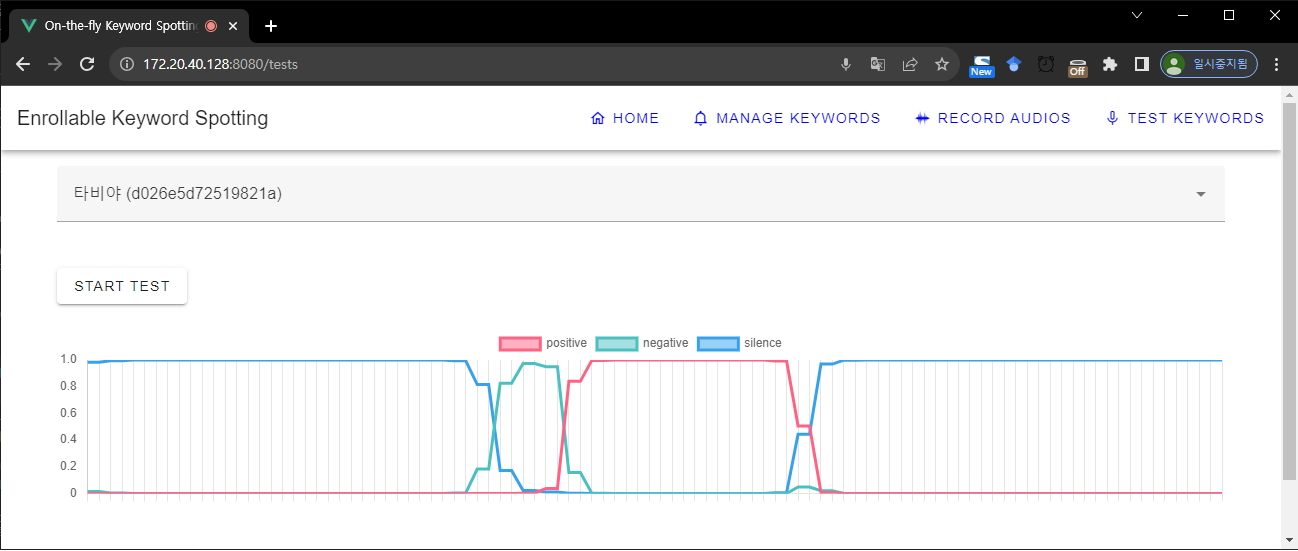 On-the-fly Keyword Spotting
172.20.40.128:8080/tests
New
Off
일시중지됨
Enrollable Keyword Spotting
HOME
MANAGE KEYWORDS
RECORD AUDIOS
TEST KEYWORDS
타비야 (d026e5d72519821a)
START TEST
positive negative silence
1.0
0.8
0.6
0.4
0.2
0